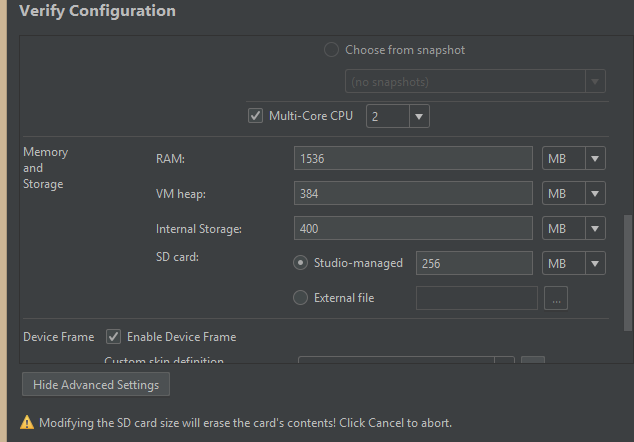 Verify Configuration
Choose from snapshot
(no snapshots)
Multi-Core CPU 2
Memory and Storage
RAM: 1536 MB
VM heap: 384 MB
Internal Storage: 400 MB
SD card: Studio-managed 256 MB
External file ...
Device Frame Enable Device Frame
Custom skin definition
Hide Advanced Settings
Modifying the SD card size will erase the card's contents! Click Cancel to abort.